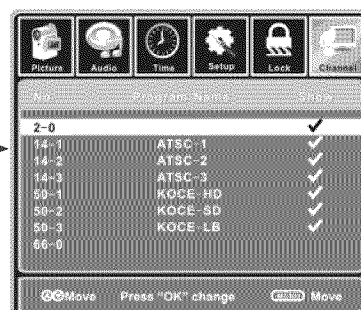 Picture Audio Time Setup Lock Channel
No. Program Name Skip
2-0
14-1 ATSC-1
14-2 ATSC-2
14-3 ATSC-3
50-1 KOCE-HD
50-2 KOCE-SD
50-3 KOCE-LB
66-0
Move Press "OK" change Move